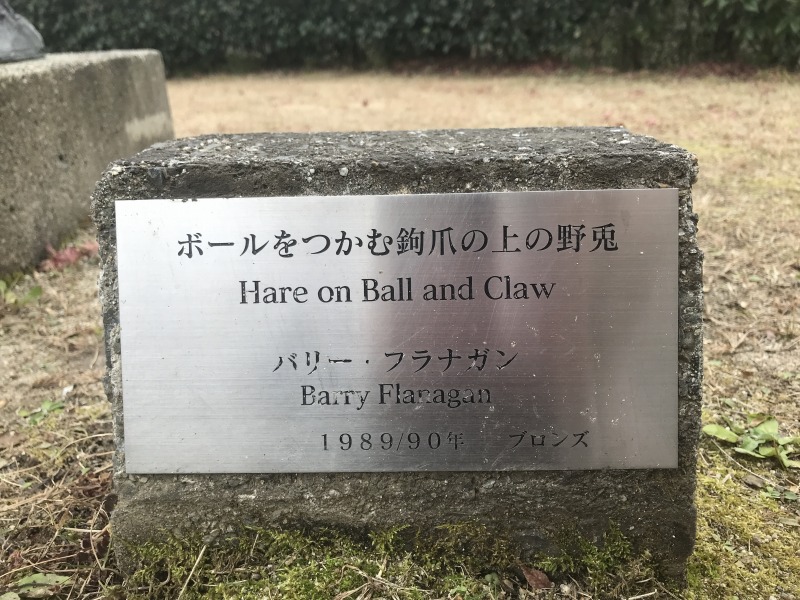 ボールをつかむ鉤爪の上の野兎
Hare on Ball and Claw
バリー・フラナガン
Barry Flanagan
1989/90年 ブロンズ